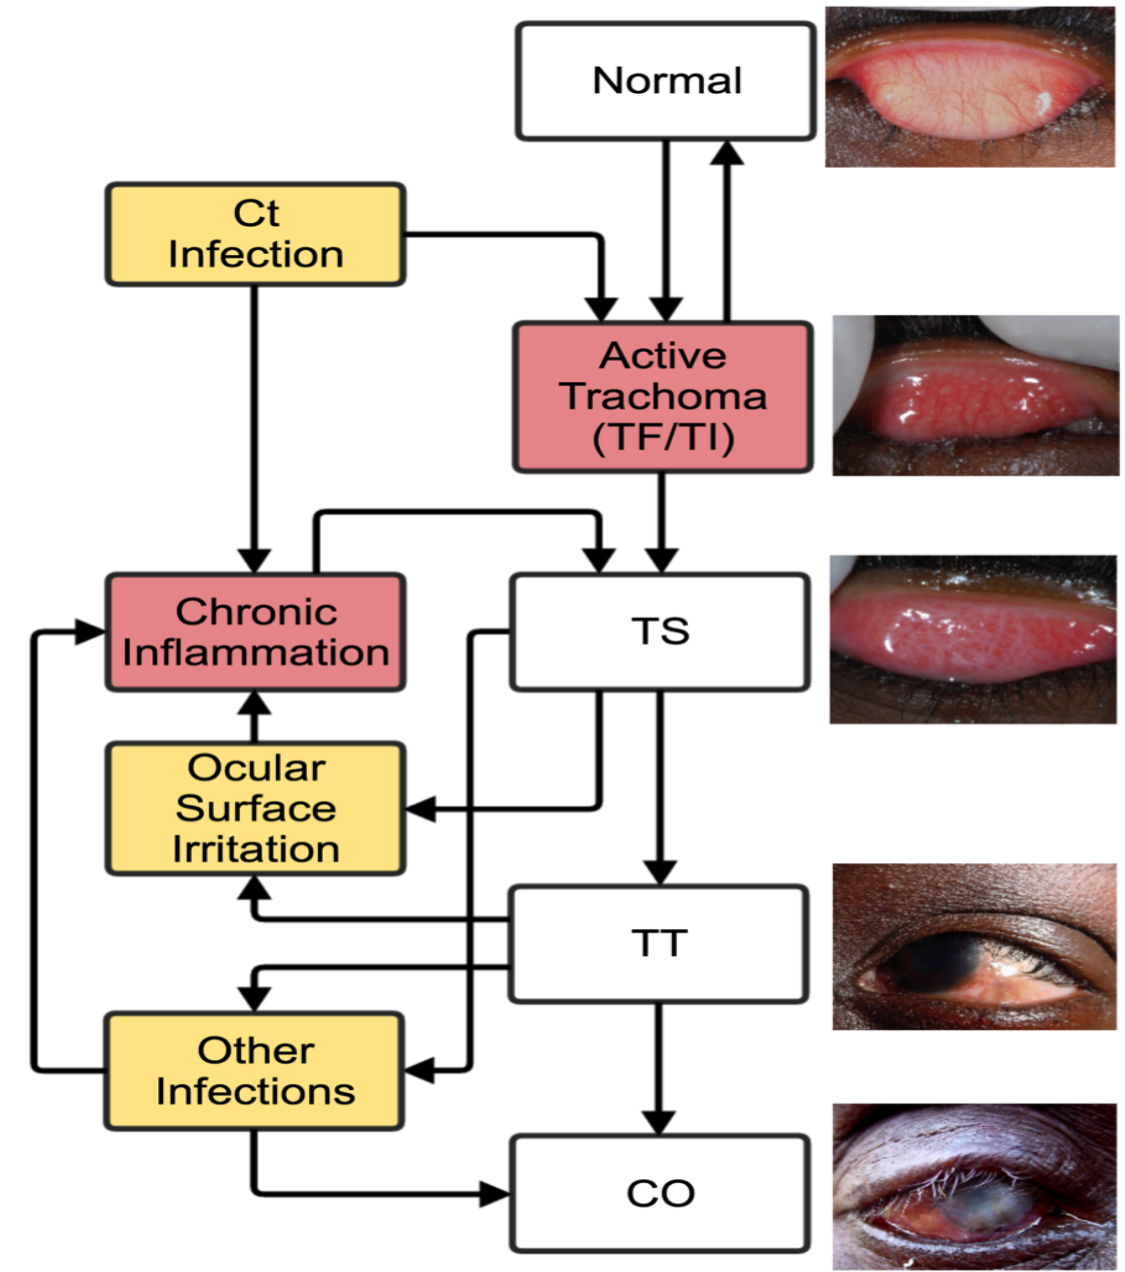 Normal
Ct
Infection
Active
Trachoma
(TF/TI)
Chronic
Inflammation
TS
Ocular
Surface
Irritation
TT
Other
Infections
CO